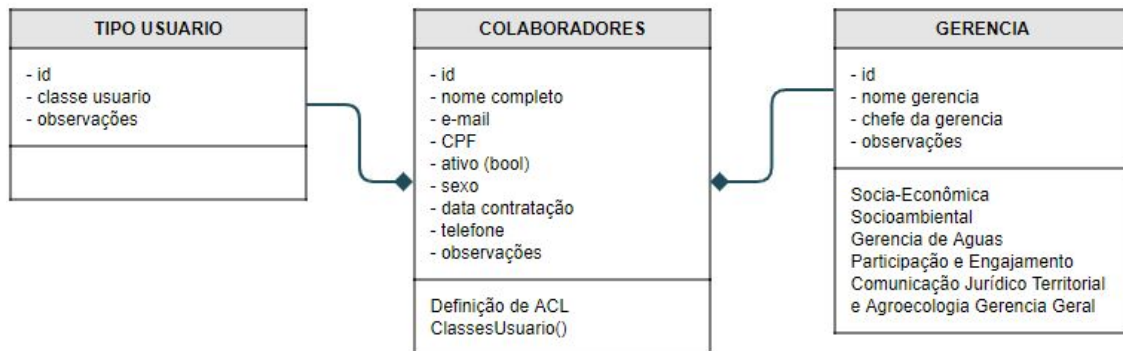 TIPO USUARIO
- id
- classe usuario
- observações
COLABORADORES
- id
- nome completo
- e-mail
- CPF
- ativo (bool)
- sexo
- data contratação
- telefone
- observações
Definição de ACL
ClassesUsuario()
GERENCIA
- id
- nome gerencia
- chefe da gerencia
- observações
Socia-Econômica
Socioambiental
Gerencia de Aguas
Participação e Engajamento
Comunicação Jurídico Territorial
e Agroecologia Gerencia Geral